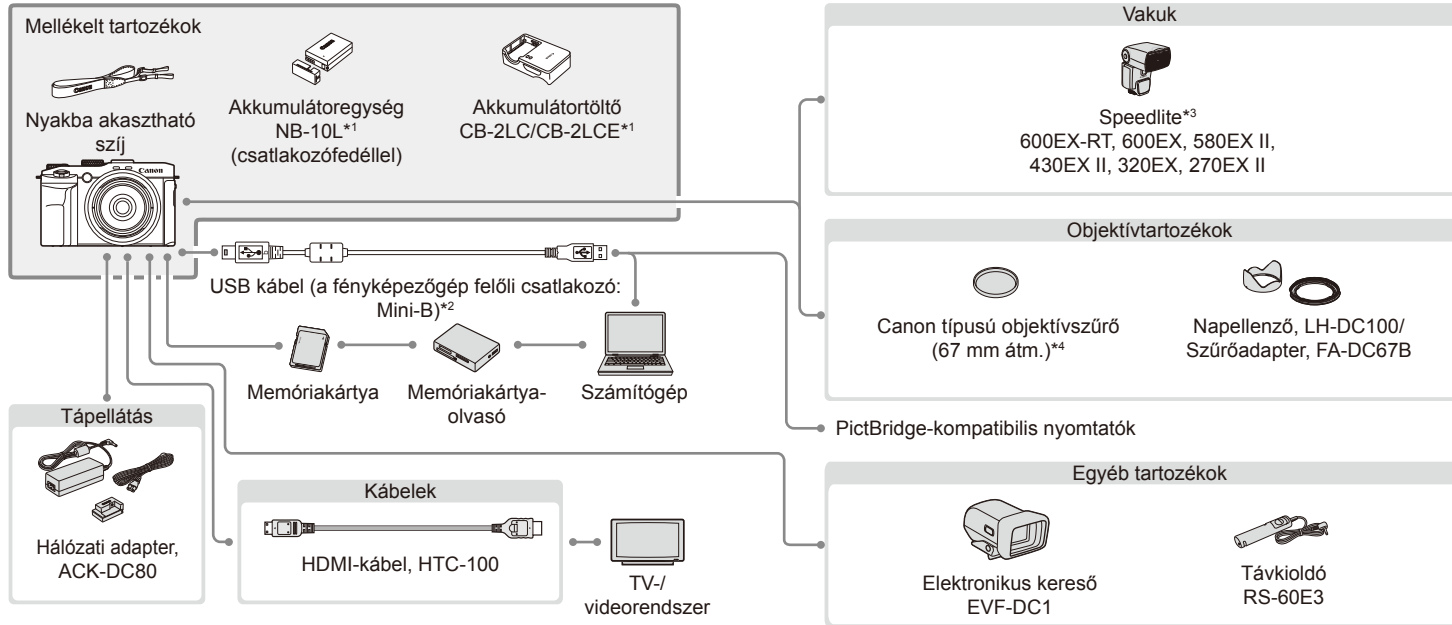 Mellékelt tartozékok
Nyakba akasztható
szíj
Akkumulátoregység
NB-10L*1
(csatlakozófedéllel)
Akkumulátortöltő
CB-2LC/CB-2LCE*1
Canon
Canon
USB kábel (a fényképezőgép felőli csatlakozó:
Mini-B)*2
Memóriakártya
Memóriakártya-
olvasó
Számítógép
Tápellátás
Hálózati adapter,
ACK-DC80
Kábelek
HDMI-kábel, HTC-100
TV-/
videorendszer
Vakuk
Speedlite*3
600EX-RT, 600EX, 580EX II,
430EX II, 320EX, 270EX II
Objektívtartozékok
Canon típusú objektívszűrő
(67 mm átm.)*4
Napellenző, LH-DC100/
Szűrőadapter, FA-DC67B
PictBridge-kompatibilis nyomtatók
Egyéb tartozékok
Elektronikus kereső
EVF-DC1
Távkioldó
RS-60E3